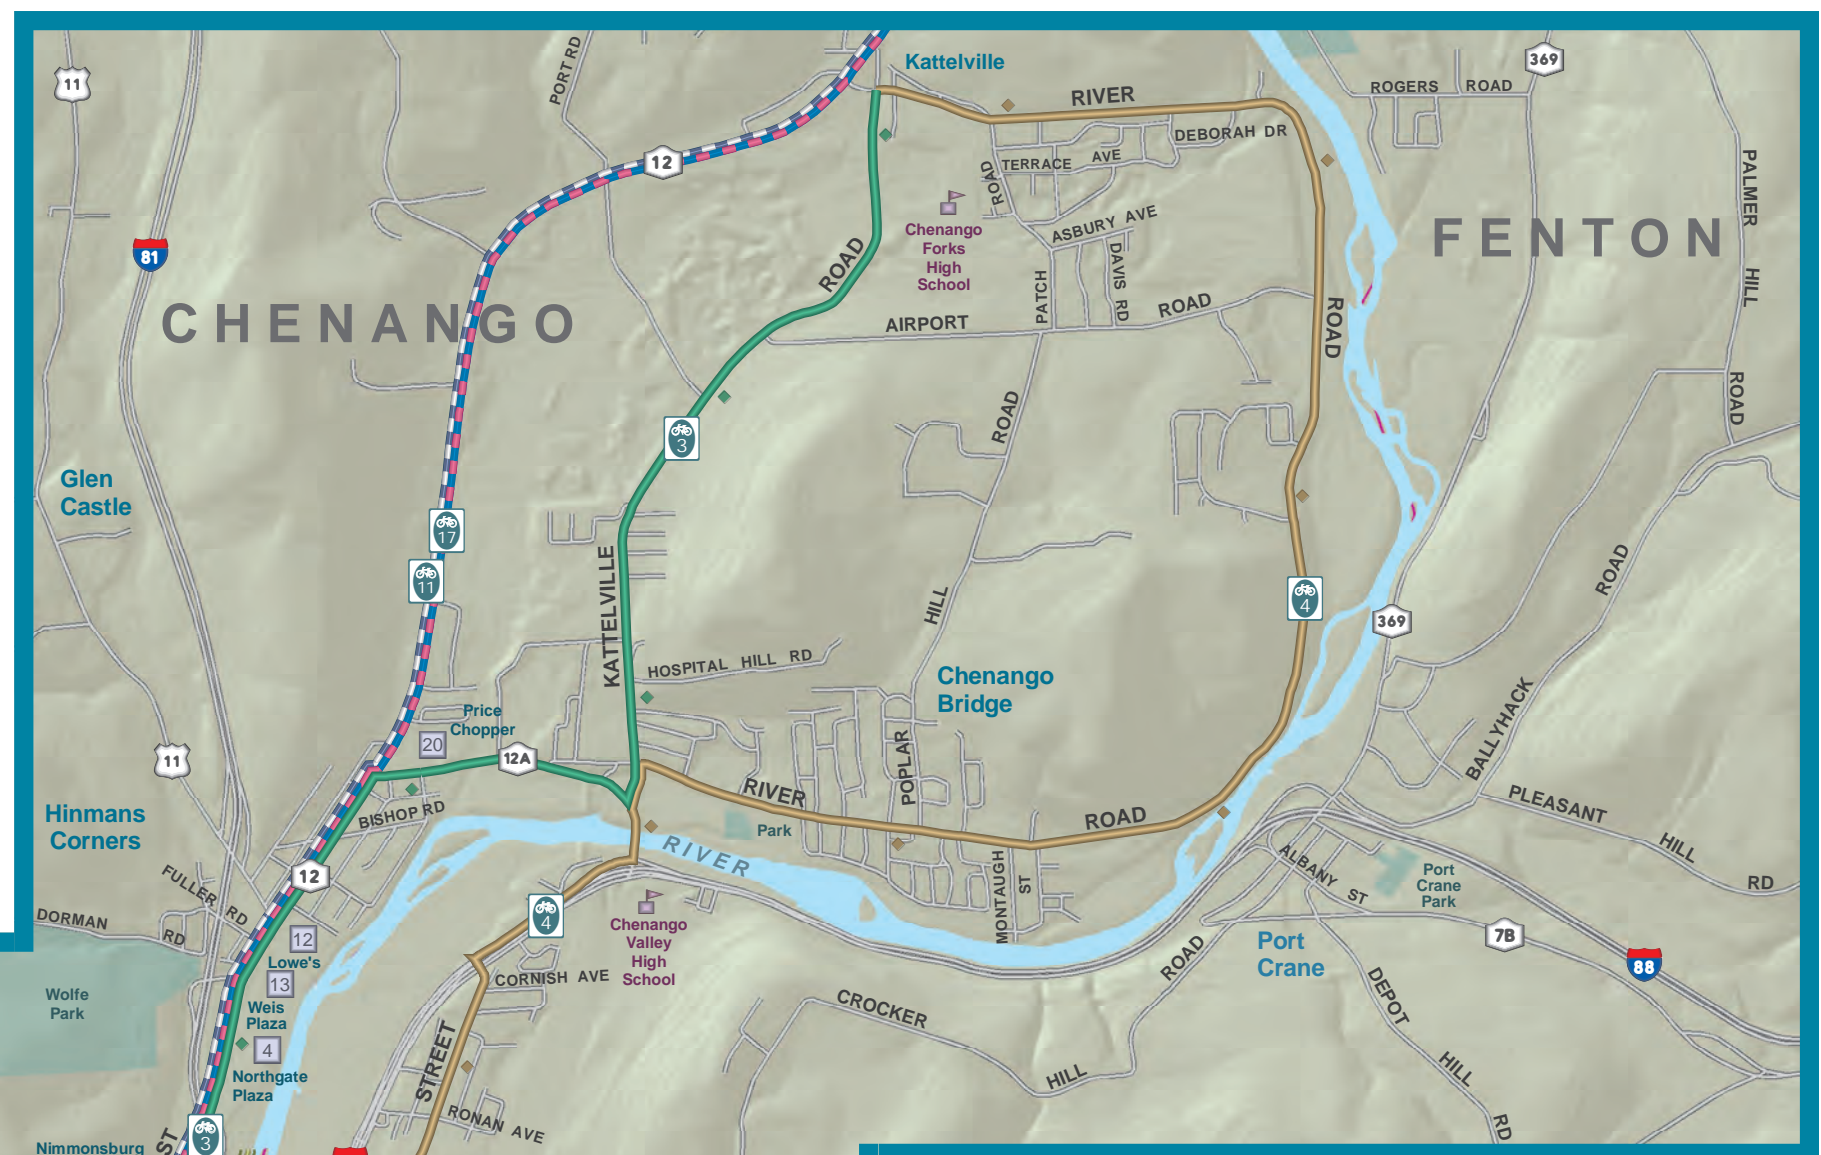 Kattelville
PORT RD
11
369
ROGERS ROAD
RIVER
DEBORAH DR
12
TERRACE AVE
ROAD
PALMER
HILL
ROAD
Chenango
Forks
High
School
ASBURY AVE
DAVIS RD
PATCH
FENTON
81
CHENANGO
ROAD
AIRPORT
ROAD
ROAD
3
ROAD
HILL
Glen
Castle
17
11
KATTELVILLE
4
369
ROAD
BALLYHACK
HOSPITAL HILL RD
Chenango
Bridge
Price
Chopper
20
12A
11
POPLAR
RIVER
ROAD
PLEASANT
HILL
RD
BISHOP RD
Hinmans
Corners
Park
RIVER
12
FULLER RD
DORMAN
RD
MONTAUGH
ST
ALBANY ST
Port
Crane
Park
4
Chenango
Valley
High
School
7B
88
Port
Crane
12
Lowe's
13
Weis
Plaza
4
Northgate
Plaza
Wolfe
Park
CORNISH AVE
STREET
CROCKER
HILL
ROAD
DEPOT
HILL
RD
RONAN AVE
3
ST
Nimmonsburg